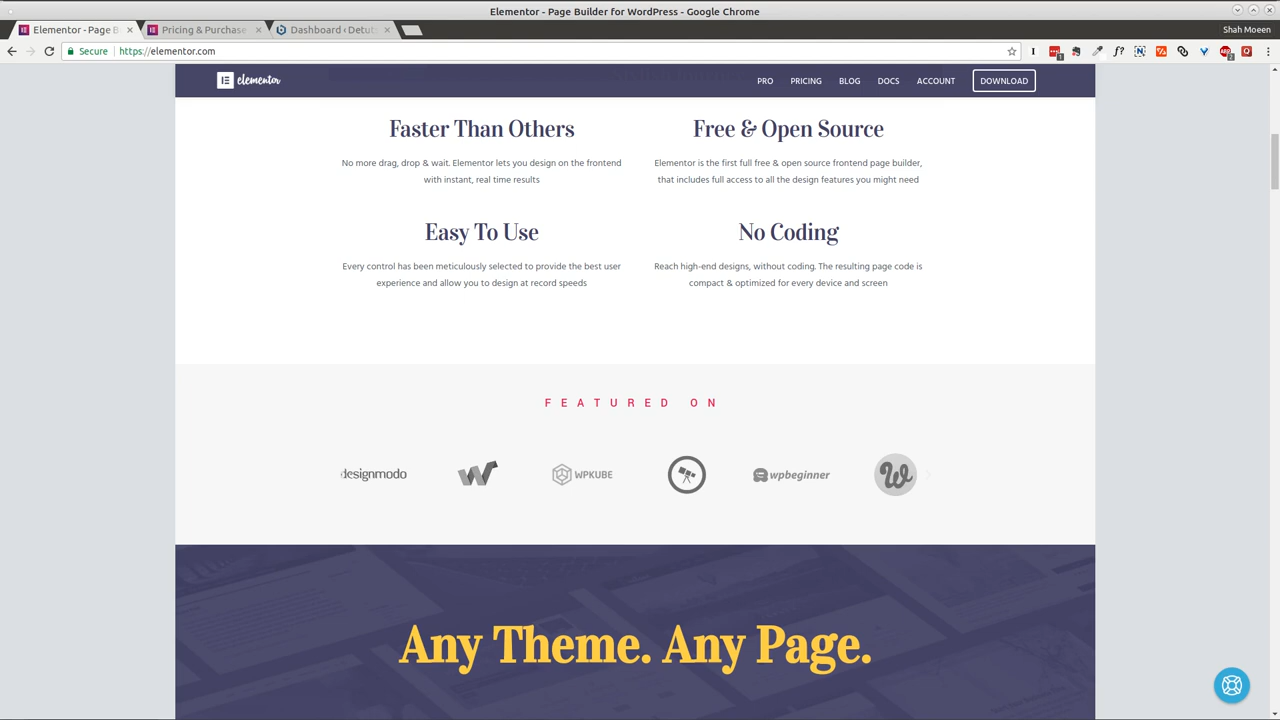 Elementor - Page Builder for WordPress - Google Chrome
Elementor - Page B
Pricing & Purchase
Dashboard ‹ Detuts
Shah Moeen
Secure
https://elementor.com
elementor
PRO
PRICING
BLOG
DOCS
ACCOUNT
DOWNLOAD
Faster Than Others
No more drag, drop & wait. Elementor lets you design on the frontend
with instant, real time results
Free & Open Source
Elementor is the first full free & open source frontend page builder,
that includes full access to all the design features you might need
Easy To Use
Every control has been meticulously selected to provide the best user
experience and allow you to design at record speeds
No Coding
Reach high-end designs, without coding. The resulting page code is
compact & optimized for every device and screen
FEATURED ON
designmodo
WPKUBE
wpbeginner
W
Any Theme. Any Page.